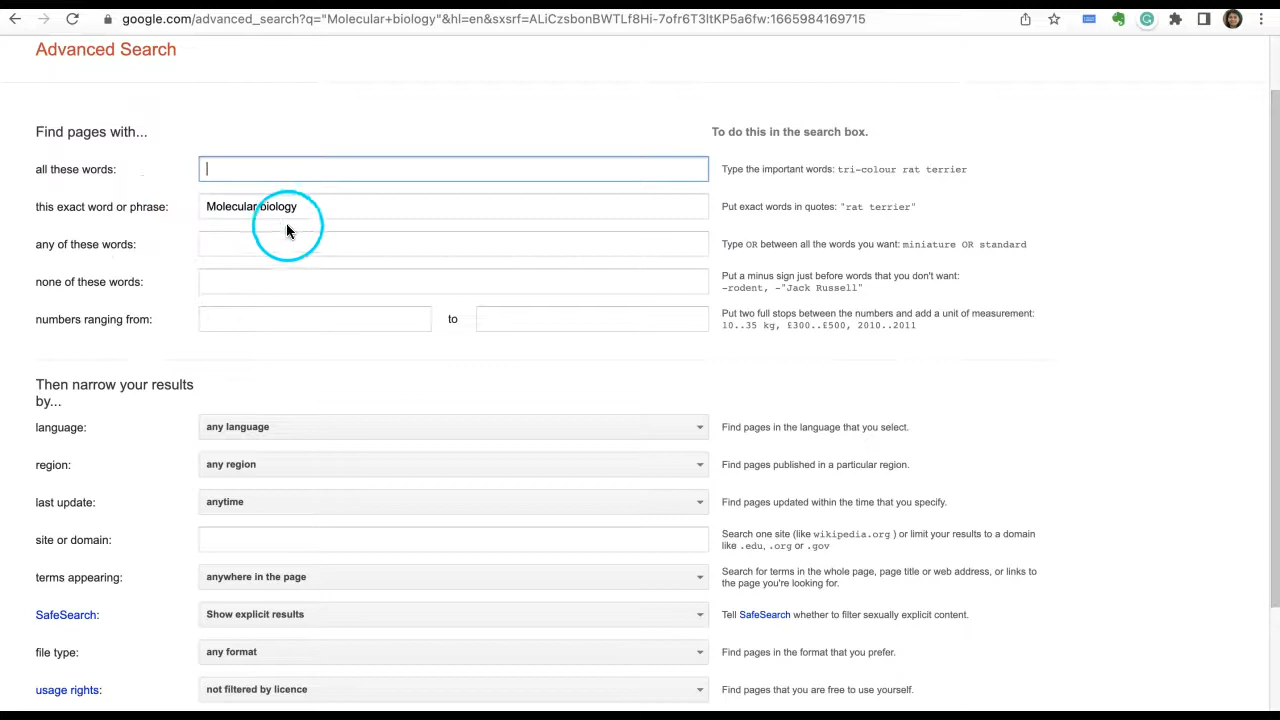 google.com/advanced_search?q="Molecular+biology"&hl=en&sxsrf=ALiCzsbonBWTLf8Hi-7ofr6T3ltKP5a6fw:1665984169715
Advanced Search
Find pages with...
To do this in the search box.
all these words:
Type the important words: tri-colour rat terrier
this exact word or phrase:
Molecular biology
Put exact words in quotes: "rat terrier"
any of these words:
Type OR between all the words you want: miniature OR standard
none of these words:
Put a minus sign just before words that you don't want:
-rodent, -"Jack Russell"
numbers ranging from:
to
Put two full stops between the numbers and add a unit of measurement:
10..35 kg, £300..£500, 2010..2011
Then narrow your results
by...
language:
any language
Find pages in the language that you select.
region:
any region
Find pages published in a particular region.
last update:
anytime
Find pages updated within the time that you specify.
site or domain:
Search one site (like wikipedia.org ) or limit your results to a domain
like .edu, .org or .gov
terms appearing:
anywhere in the page
Search for terms in the whole page, page title or web address, or links to
the page you're looking for.
SafeSearch:
Show explicit results
Tell SafeSearch whether to filter sexually explicit content.
file type:
any format
Find pages in the format that you prefer.
usage rights:
not filtered by licence
Find pages that you are free to use yourself.